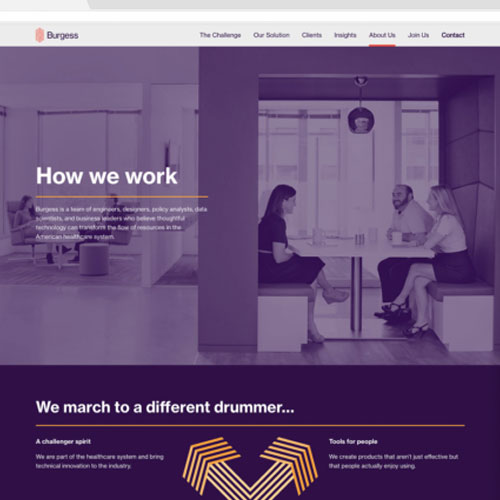 Burgess
The Challenge Our Solution Clients Insights About Us Join Us Contact
How we work
Burgess is a team of engineers, designers, policy analysts, data
scientists, and business leaders who believe thoughtful
technology can transform the flow of resources in the
American healthcare system.
We march to a different drummer...
A challenger spirit
We are part of the healthcare system and bring
technical innovation to the industry.
Tools for people
We create products that aren't just effective but
that people actually enjoy using.